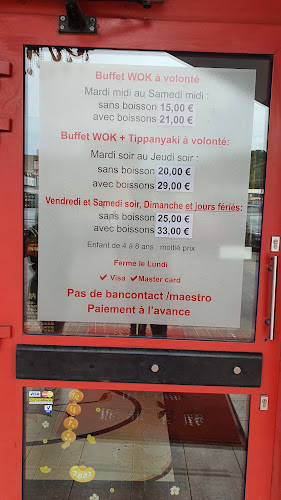 Buffet WOK à volonté
Mardi midi au Samedi midi :
sans boisson 15,00 €
avec boissons 21,00 €
Buffet WOK + Tippanyaki à volonté:
Mardi soir au Jeudi soir :
sans boisson 20,00 €
avec boissons 29,00 €
Vendredi et Samedi soir, Dimanche et jours fériés:
sans boisson 25,00 €
avec boissons 33,00 €
Enfant de 4 à 8 ans : moitié prix
Fermé le Lundi
✓ Visa ✓ Master card
Pas de bancontact /maestro
Paiement à l'avance
VISA